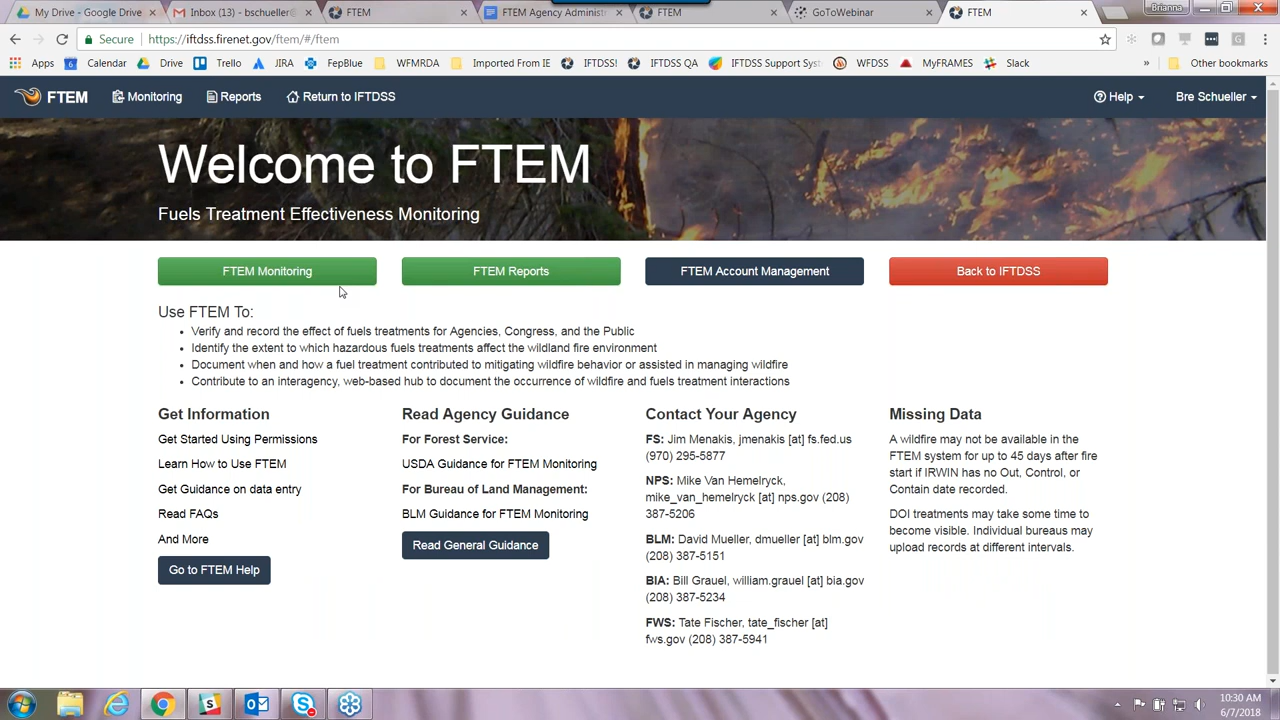 My Drive - Google Drive
Inbox (13) - bschueller@
FTEM
FTEM Agency Administ
FTEM
GoToWebinar
FTEM
Brianna
Secure https://iftdss.firenet.gov/ftem/#/ftem
Apps Calendar Drive Trello JIRA FepBlue WFMRDA Imported From IE IFTDSS! IFTDSS QA IFTDSS Support Syst WFDSS MyFRAMES Slack » Other bookmarks
FTEM Monitoring Reports Return to IFTDSS Help Bre Schueller
Welcome to FTEM
Fuels Treatment Effectiveness Monitoring
FTEM Monitoring
FTEM Reports
FTEM Account Management
Back to IFTDSS
Use FTEM To:
• Verify and record the effect of fuels treatments for Agencies, Congress, and the Public
• Identify the extent to which hazardous fuels treatments affect the wildland fire environment
• Document when and how a fuel treatment contributed to mitigating wildfire behavior or assisted in managing wildfire
• Contribute to an interagency, web-based hub to document the occurrence of wildfire and fuels treatment interactions
Get Information
Get Started Using Permissions
Learn How to Use FTEM
Get Guidance on data entry
Read FAQs
And More
Go to FTEM Help
Read Agency Guidance
For Forest Service:
USDA Guidance for FTEM Monitoring
For Bureau of Land Management:
BLM Guidance for FTEM Monitoring
Read General Guidance
Contact Your Agency
FS: Jim Menakis, jmenakis [at] fs.fed.us
(970) 295-5877
NPS: Mike Van Hemelryck,
mike_van_hemelryck [at] nps.gov (208)
387-5206
BLM: David Mueller, dmueller [at] blm.gov
(208) 387-5151
BIA: Bill Grauel, william.grauel [at] bia.gov
(208) 387-5234
FWS: Tate Fischer, tate_fischer [at]
fws.gov (208) 387-5941
Missing Data
A wildfire may not be available in the
FTEM system for up to 45 days after fire
start if IRWIN has no Out, Control, or
Contain date recorded.
DOI treatments may take some time to
become visible. Individual bureaus may
upload records at different intervals.
10:30 AM
6/7/2018